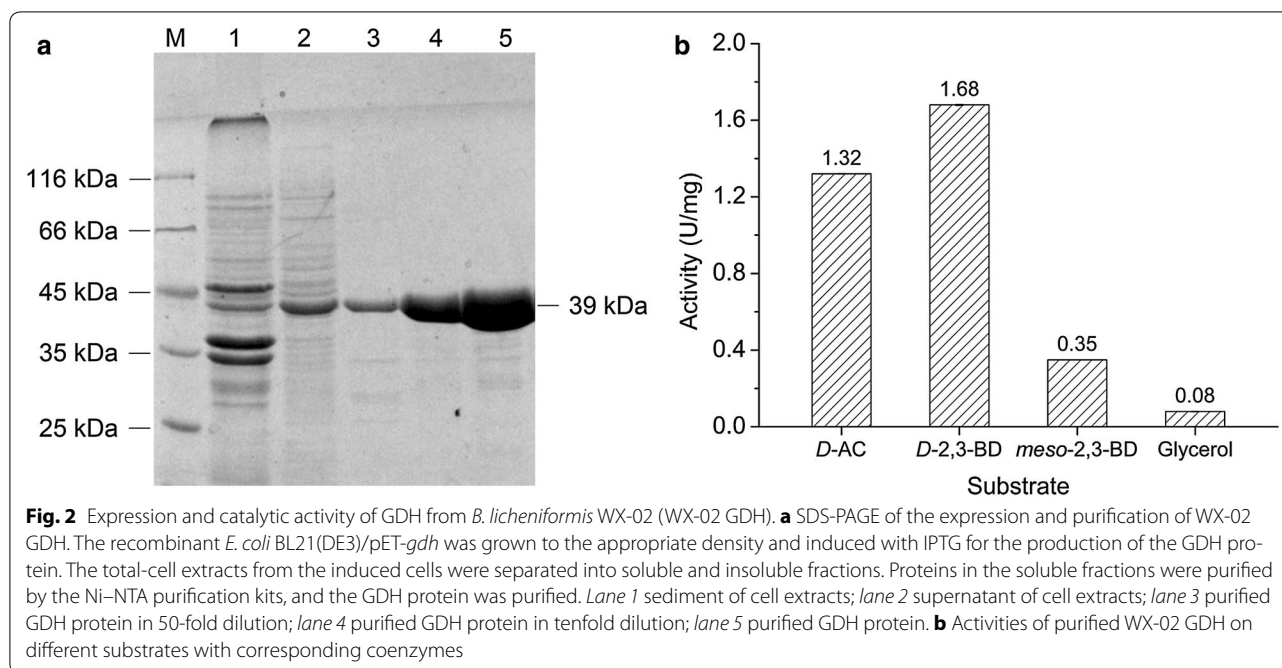 a
M 1 2 3 4 5
116 kDa
66 kDa
45 kDa
35 kDa
25 kDa
39 kDa
b
2.0
1.6
1.2
0.8
0.4
0.0
Activity (U/mg)
1.32
1.68
0.35
0.08
D-AC D-2,3-BD meso-2,3-BD Glycerol
Substrate
Fig. 2 Expression and catalytic activity of GDH from B. licheniformis WX-02 (WX-02 GDH). a SDS-PAGE of the expression and purification of WX-02
GDH. The recombinant E. coli BL21(DE3)/pET-gdh was grown to the appropriate density and induced with IPTG for the production of the GDH pro-
tein. The total-cell extracts from the induced cells were separated into soluble and insoluble fractions. Proteins in the soluble fractions were purified
by the Ni–NTA purification kits, and the GDH protein was purified. Lane 1 sediment of cell extracts; lane 2 supernatant of cell extracts; lane 3 purified
GDH protein in 50-fold dilution; lane 4 purified GDH protein in tenfold dilution; lane 5 purified GDH protein. b Activities of purified WX-02 GDH on
different substrates with corresponding coenzymes